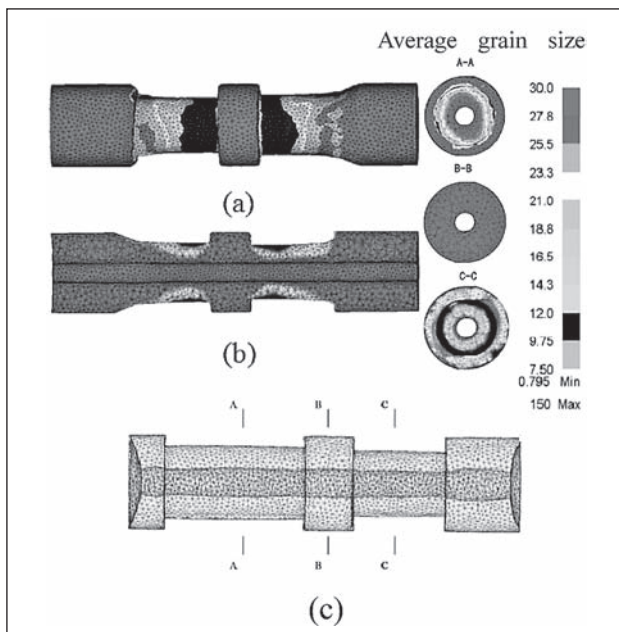 Average grain size
A-A
30.0
27.8
25.5
23.3
(a)
B-B
21.0
18.8
16.5
14.3
12.0
9.75
7.50
C-C
(b)
0.795 Min
150 Max
A B C
A B C
(c)